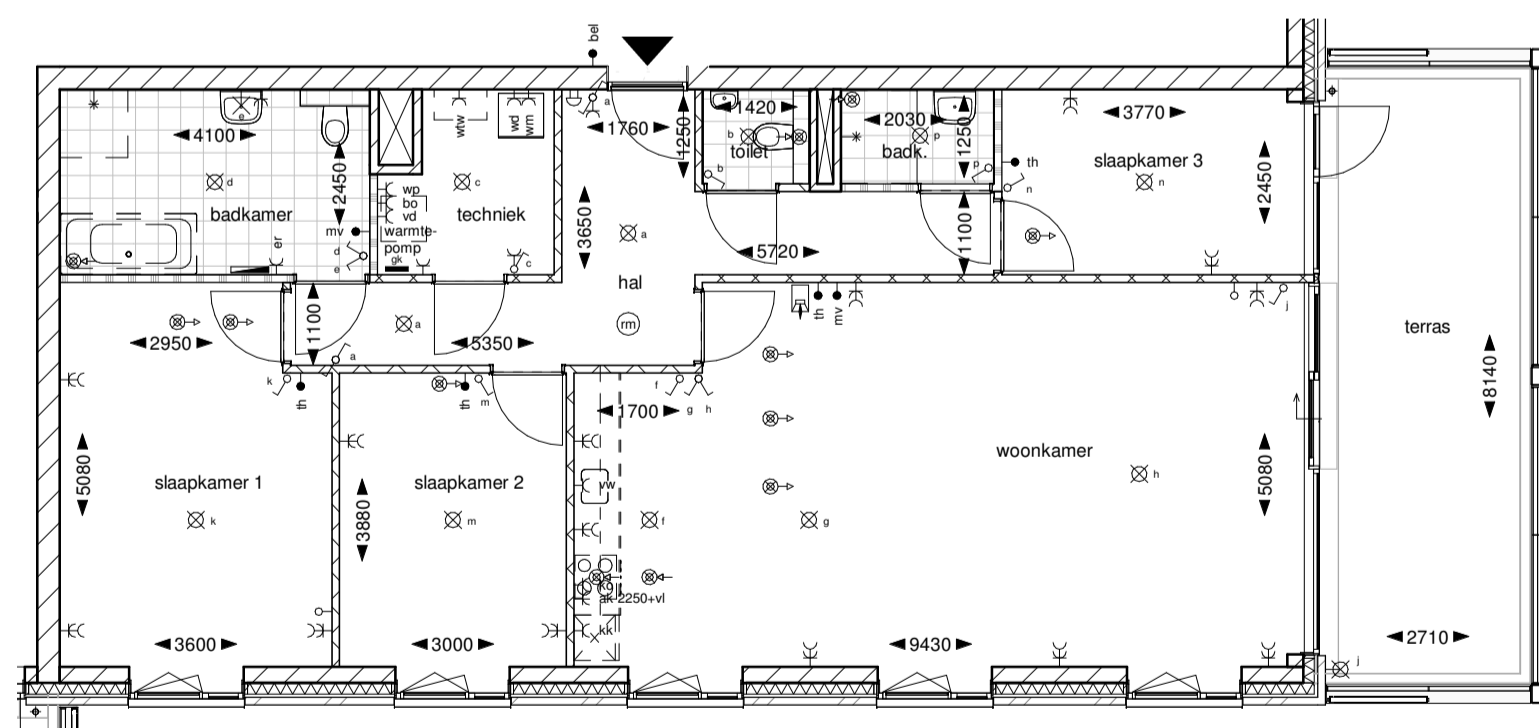 bel
a
1760
1250
1420
b
toilet
b
2030
1250
p
badk.
p
3770
th
slaapkamer 3
n
n
2450
4100
2450
d
badkamer
e
mv
d
e
er
wtw
wd
wm
c
wp
bo
vd
techniek
warmte-
pomp
gk
c
3650
a
hal
5720
1100
rm
2950
1100
a
5350
a
th
mv
j
terras
8140
k
th
th
m
f
g
h
1700
woonkamer
h
5080
5080
slaapkamer 1
k
3880
slaapkamer 2
m
vw
f
g
ko
ak 2250+vl
kk
3600
3000
9430
2710
j